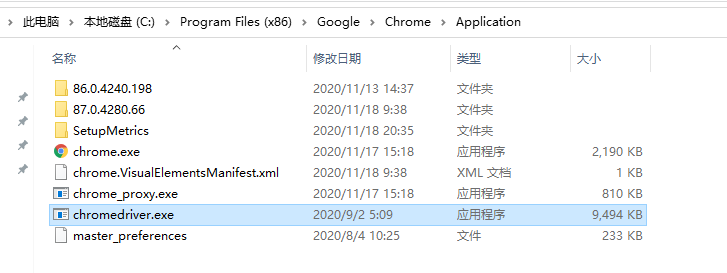 此电脑 > 本地磁盘 (C:) > Program Files (x86) > Google > Chrome > Application
名称 修改日期 类型 大小
86.0.4240.198 2020/11/13 14:37 文件夹
87.0.4280.66 2020/11/18 9:38 文件夹
SetupMetrics 2020/11/18 20:35 文件夹
chrome.exe 2020/11/17 15:18 应用程序 2,190 KB
chrome.VisualElementsManifest.xml 2020/11/18 9:38 XML 文档 1 KB
chrome_proxy.exe 2020/11/17 15:18 应用程序 810 KB
chromedriver.exe 2020/9/2 5:09 应用程序 9,494 KB
master_preferences 2020/8/4 10:25 文件 233 KB